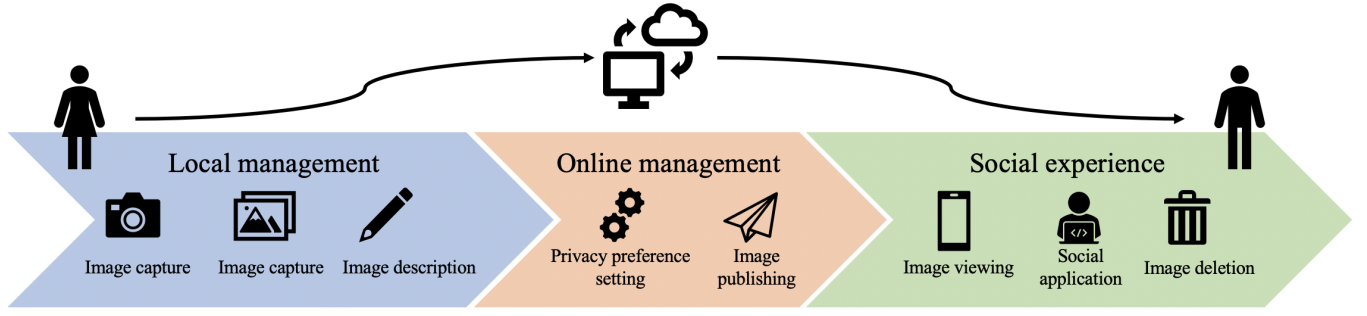 Local management
Online management
Social experience
Image capture
Image capture
Image description
Privacy preference
setting
Image
publishing
Image viewing
</>
Social
application
Image deletion